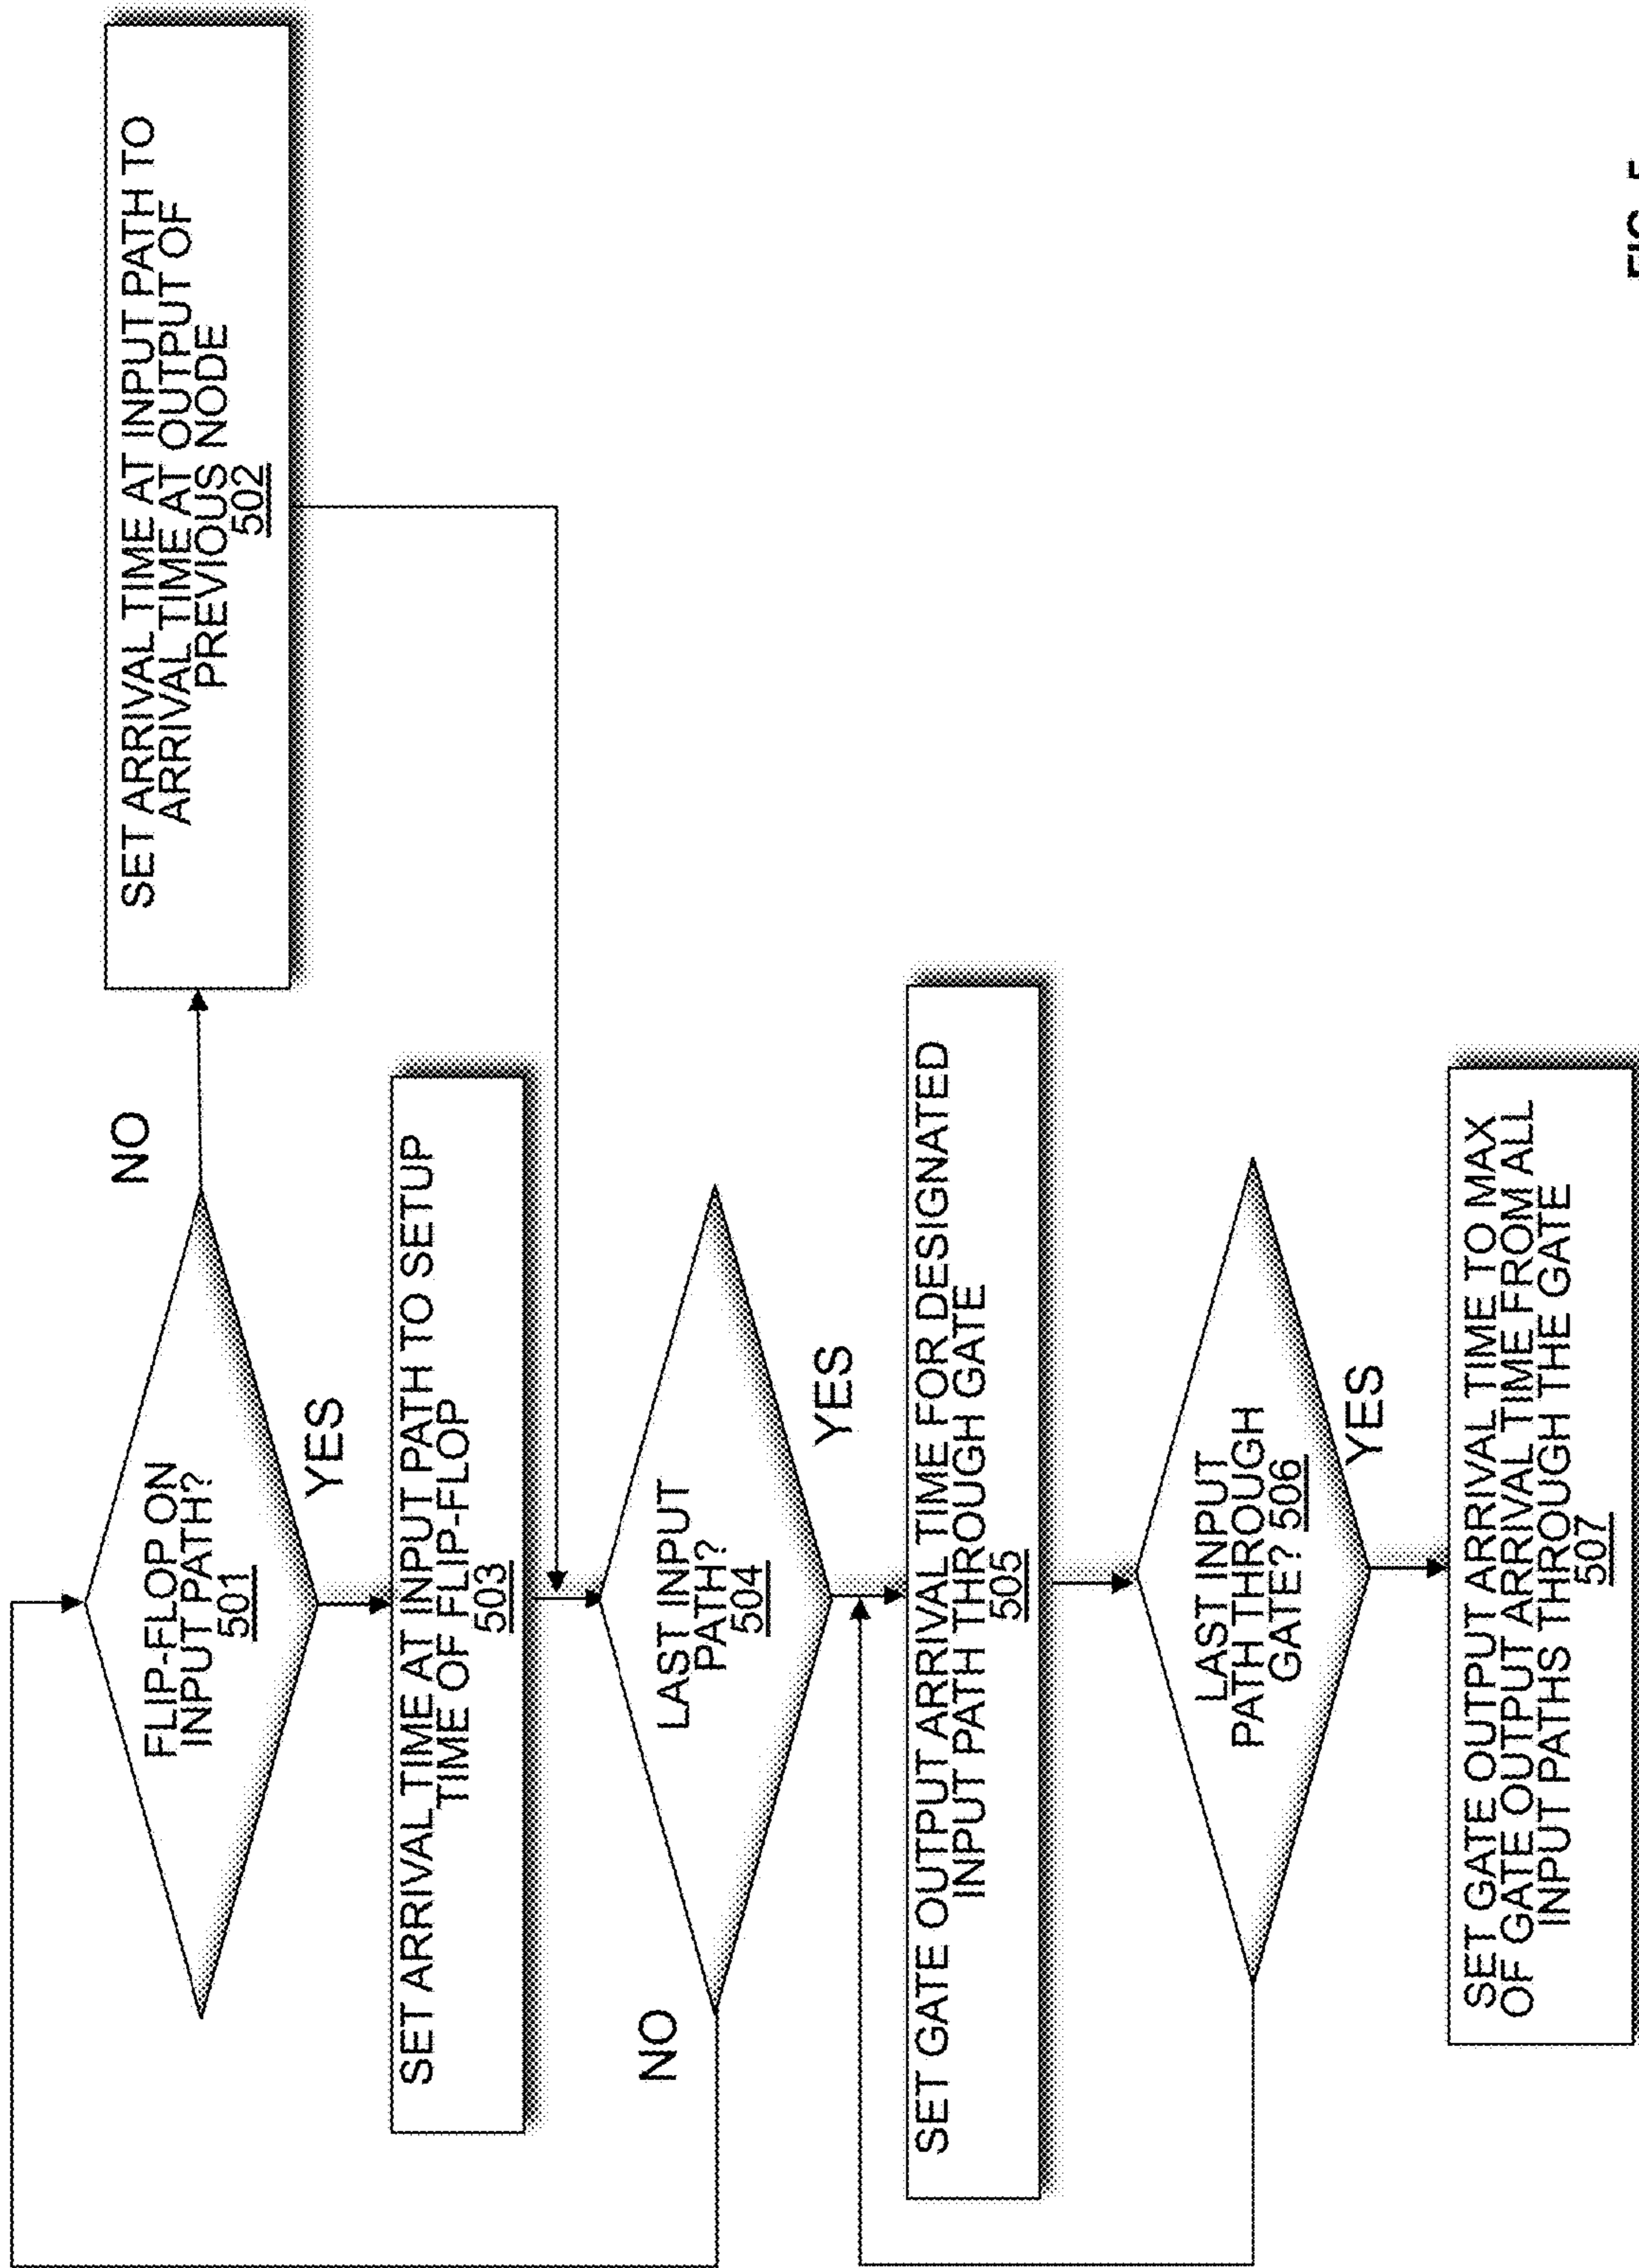 FLIP-FLOP ON
INPUT PATH?
501
NO
SET ARRIVAL TIME AT INPUT PATH TO
ARRIVAL TIME AT OUTPUT OF
PREVIOUS NODE
502
YES
SET ARRIVAL TIME AT INPUT PATH TO SETUP
TIME OF FLIP-FLOP
503
LAST INPUT
PATH?
504
NO
YES
SET GATE OUTPUT ARRIVAL TIME FOR DESIGNATED
INPUT PATH THROUGH GATE
505
LAST INPUT
PATH THROUGH
GATE? 506
YES
SET GATE OUTPUT ARRIVAL TIME TO MAX
OF GATE OUTPUT ARRIVAL TIME FROM ALL
INPUT PATHS THROUGH THE GATE
507
FIG.